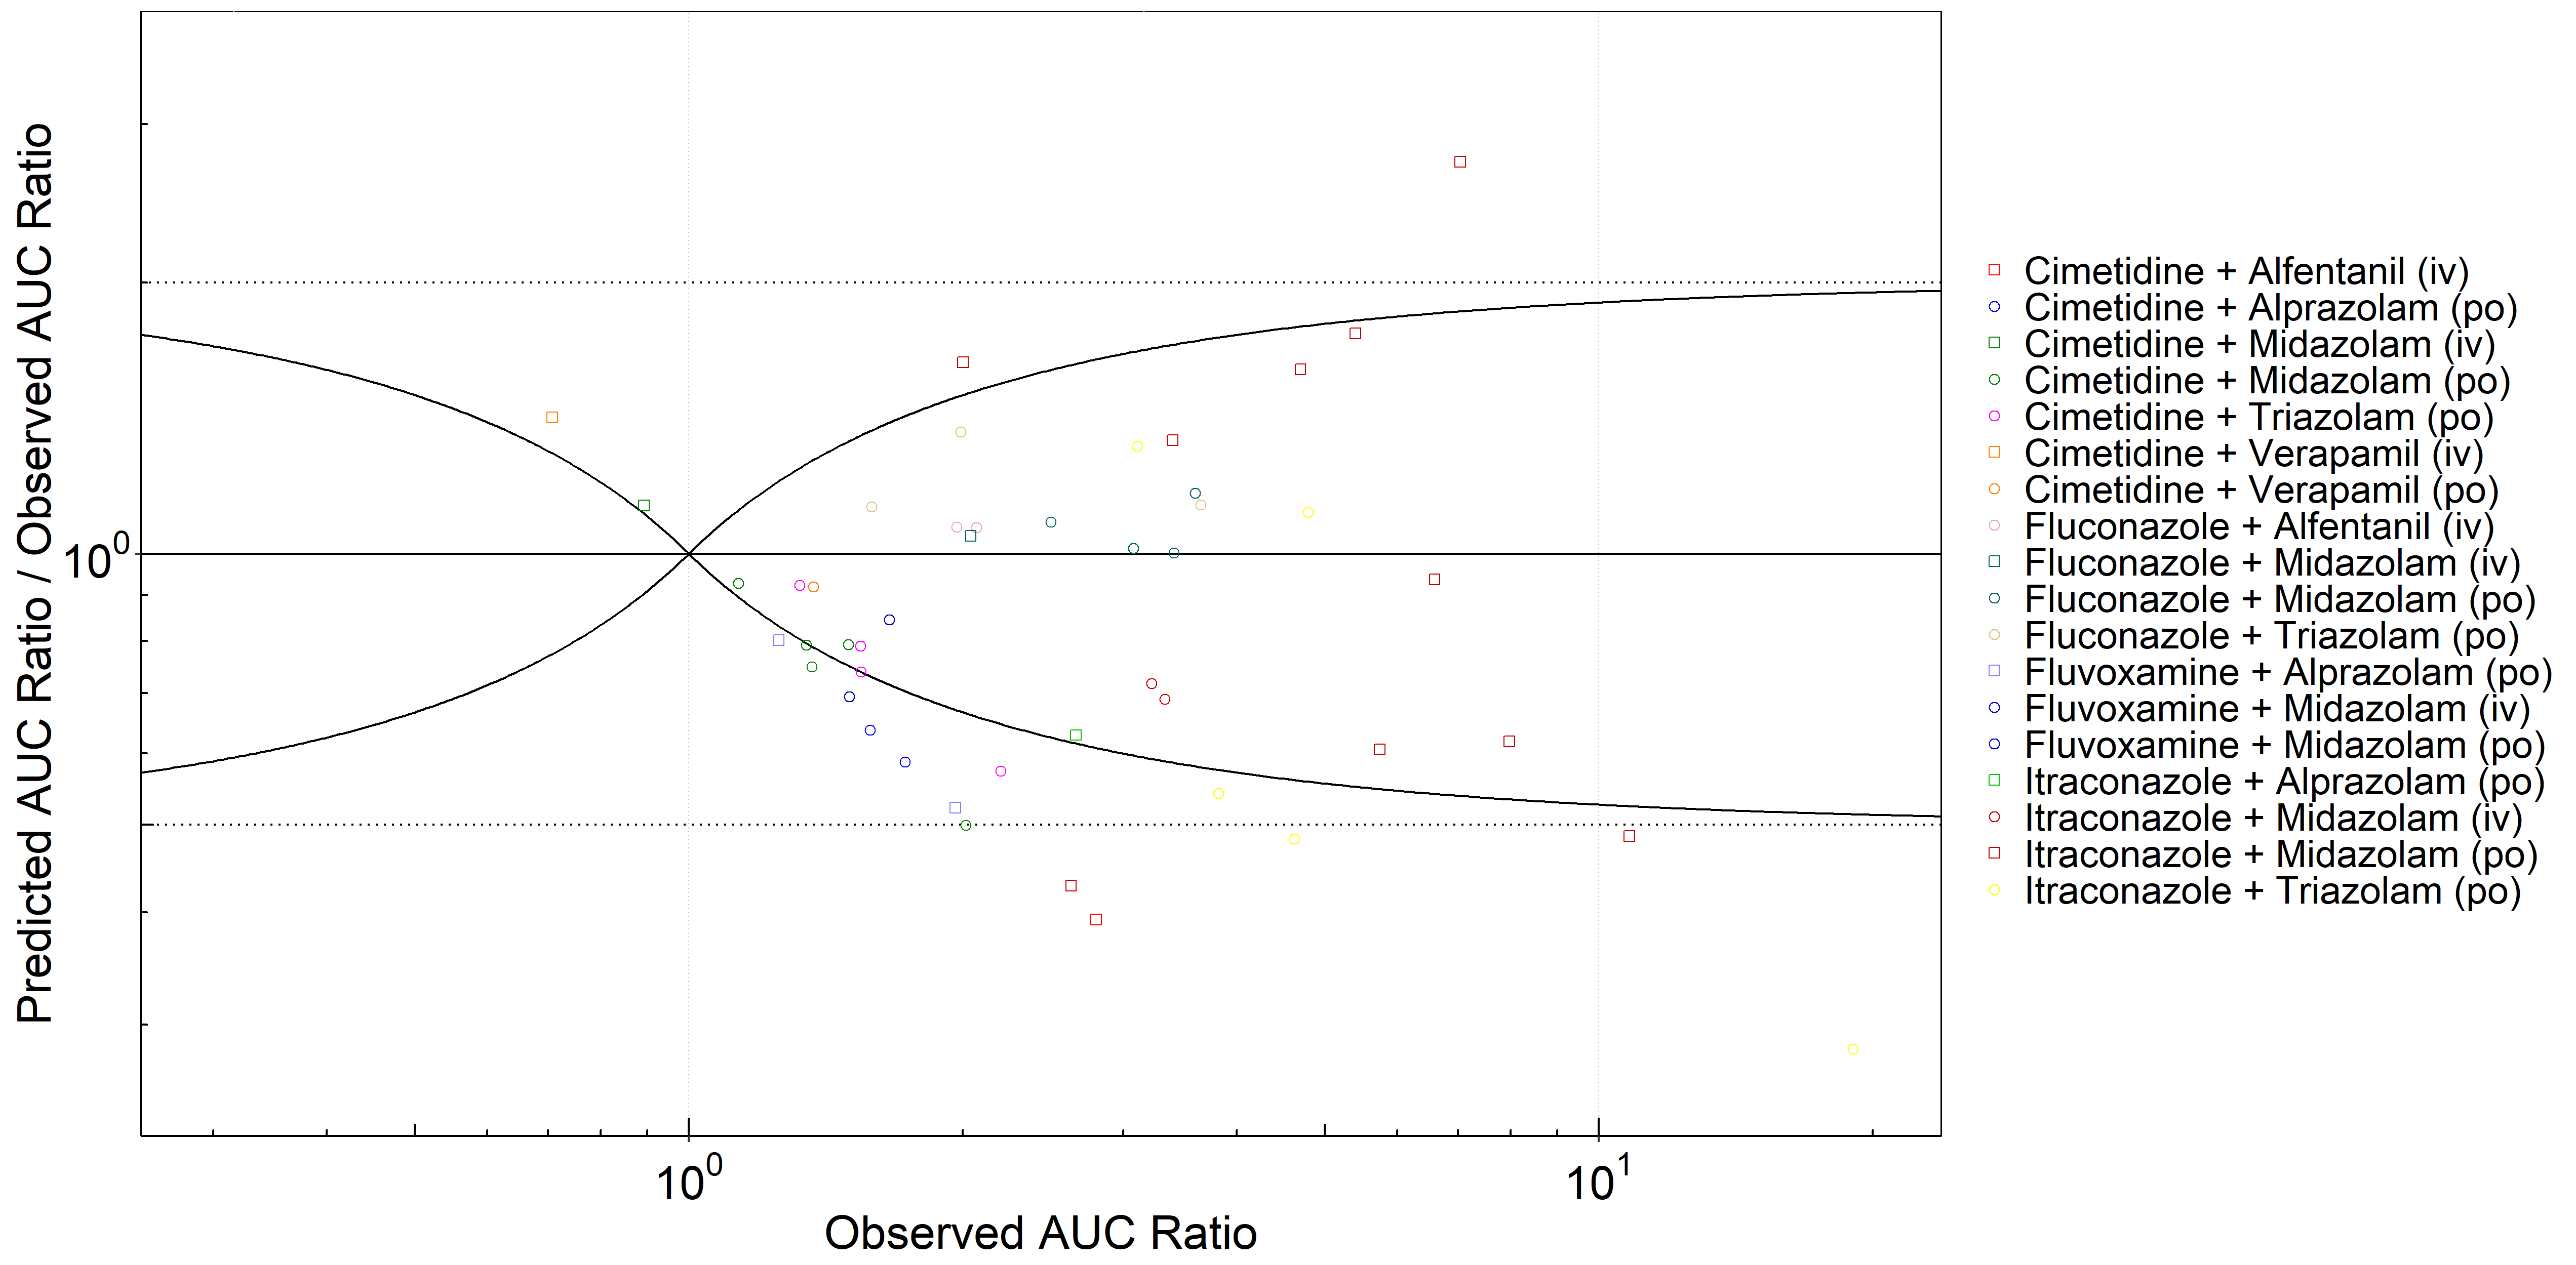 Predicted AUC Ratio / Observed AUC Ratio
10^0
10^0
10^1
Observed AUC Ratio
Cimetidine + Alfentanil (iv)
Cimetidine + Alprazolam (po)
Cimetidine + Midazolam (iv)
Cimetidine + Midazolam (po)
Cimetidine + Triazolam (po)
Cimetidine + Verapamil (iv)
Cimetidine + Verapamil (po)
Fluconazole + Alfentanil (iv)
Fluconazole + Midazolam (iv)
Fluconazole + Midazolam (po)
Fluconazole + Triazolam (po)
Fluvoxamine + Alprazolam (po)
Fluvoxamine + Midazolam (iv)
Fluvoxamine + Midazolam (po)
Itraconazole + Alprazolam (po)
Itraconazole + Midazolam (iv)
Itraconazole + Midazolam (po)
Itraconazole + Triazolam (po)